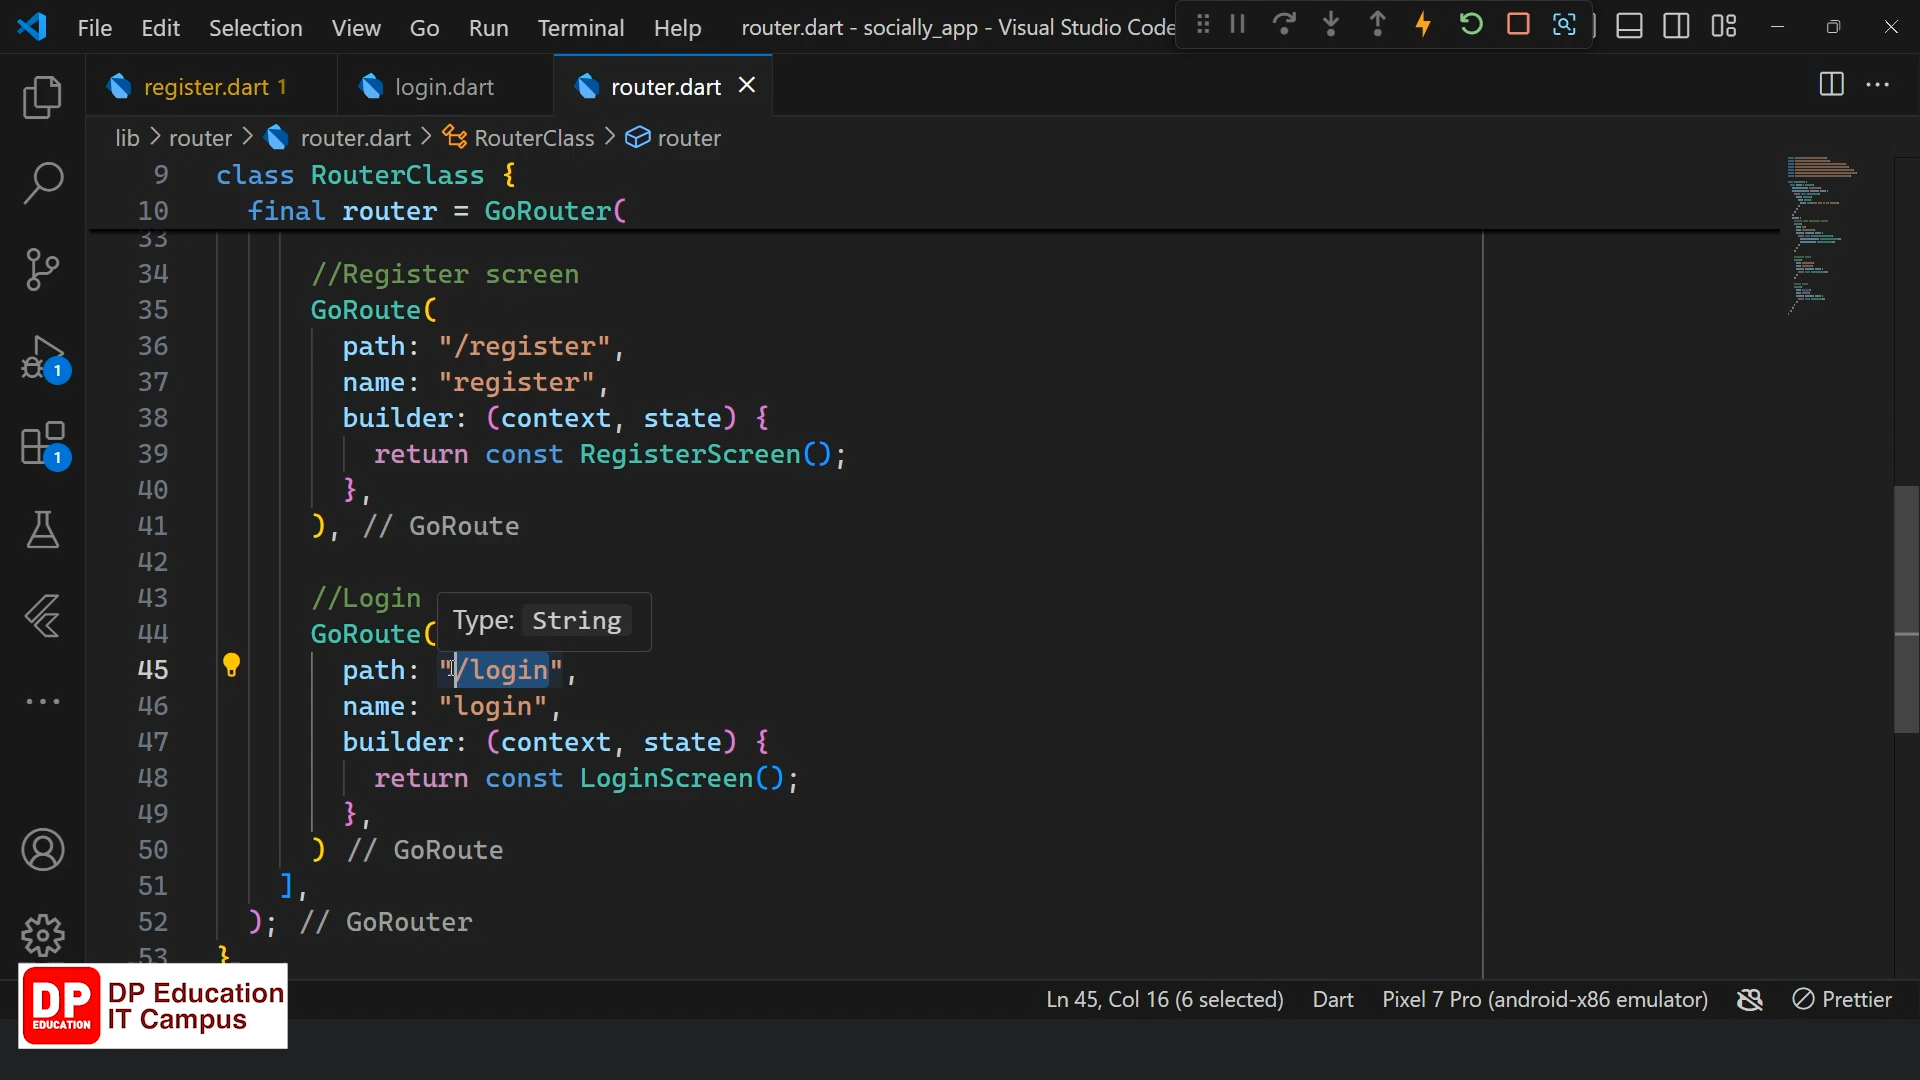 File Edit Selection View Go Run Terminal Help router.dart - socially_app - Visual Studio Code
register.dart 1 login.dart router.dart
lib > router > router.dart > RouterClass > router
9 class RouterClass {
10 final router = GoRouter(
33
34 //Register screen
35 GoRoute(
36 path: "/register",
37 name: "register",
38 builder: (context, state) {
39 return const RegisterScreen();
40 },
41 ), // GoRoute
42
43 //Login
Type: String
44 GoRoute(
45 path: "/login",
46 name: "login",
47 builder: (context, state) {
48 return const LoginScreen();
49 },
50 ) // GoRoute
51 ],
52 ); // GoRouter
53 }
1
1
DP EDUCATION
DP Education
IT Campus
Ln 45, Col 16 (6 selected) Dart Pixel 7 Pro (android-x86 emulator) Prettier